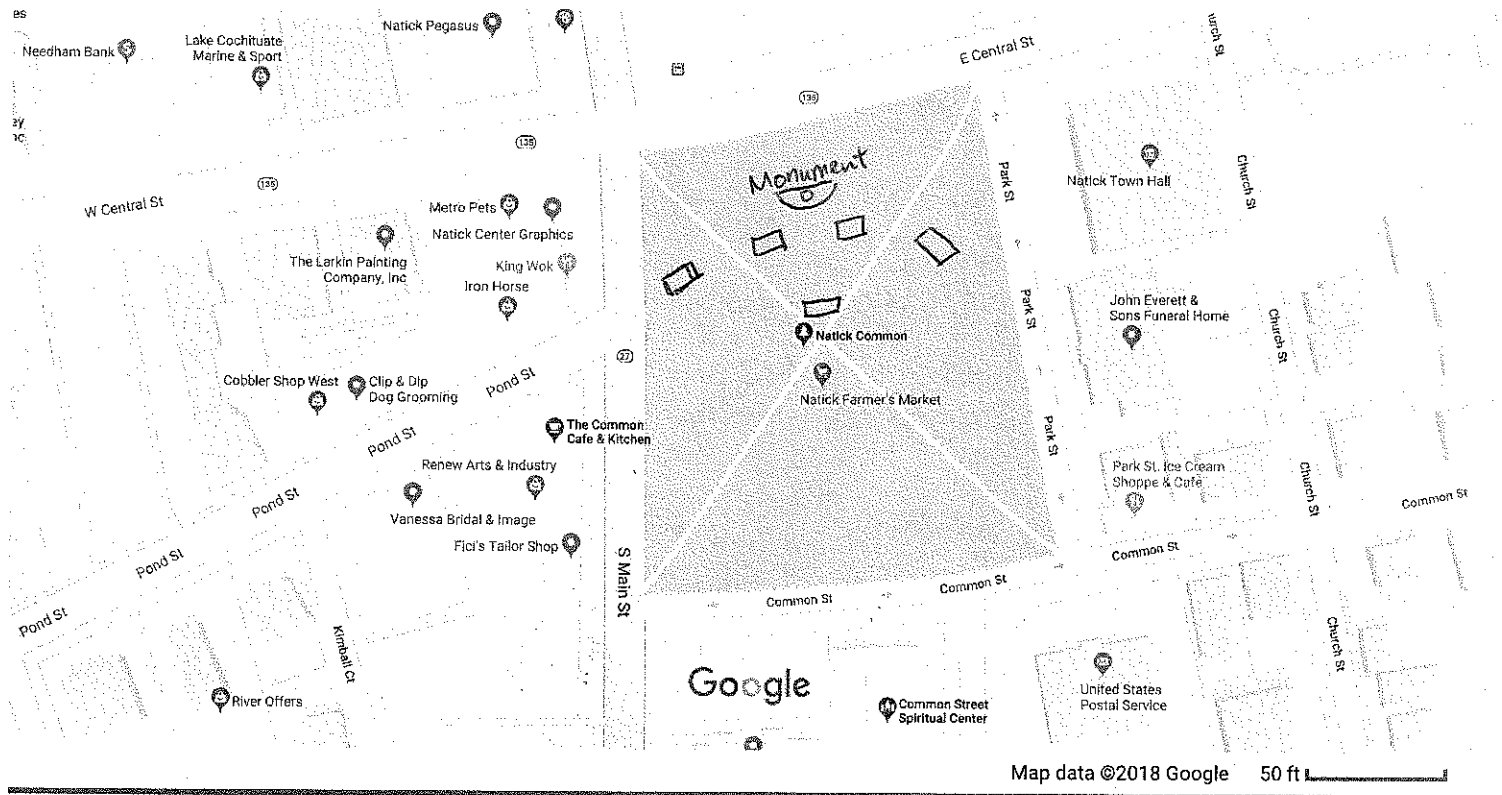 es
Needham Bank
Lake Cochituate
Marine & Sport
Natick Pegasus
E Central St
135
135
135
W Central St
Metro Pets
Natick Center Graphics
The Larkin Painting
Company, Inc
King Wok
Iron Horse
Monument
Park St
Natick Town Hall
Church St
27
Natick Common
Natick Farmer's Market
Park St
John Everett &
Sons Funeral Home
Church St
Cobbler Shop West
Clip & Dip
Dog Grooming
Pond St
The Common
Cafe & Kitchen
Pond St
Renew Arts & Industry
Vanessa Bridal & Image
Fici's Tailor Shop
Pond St
Pond St
Pond St
Park St
Park St. Ice Cream
Shoppe & Cafe
Church St
Common St
Common St
Common St
Common St
S Main St
Kimball Ct
River Offers
Google
Common Street
Spiritual Center
United States
Postal Service
Church St
Map data ©2018 Google 50 ft